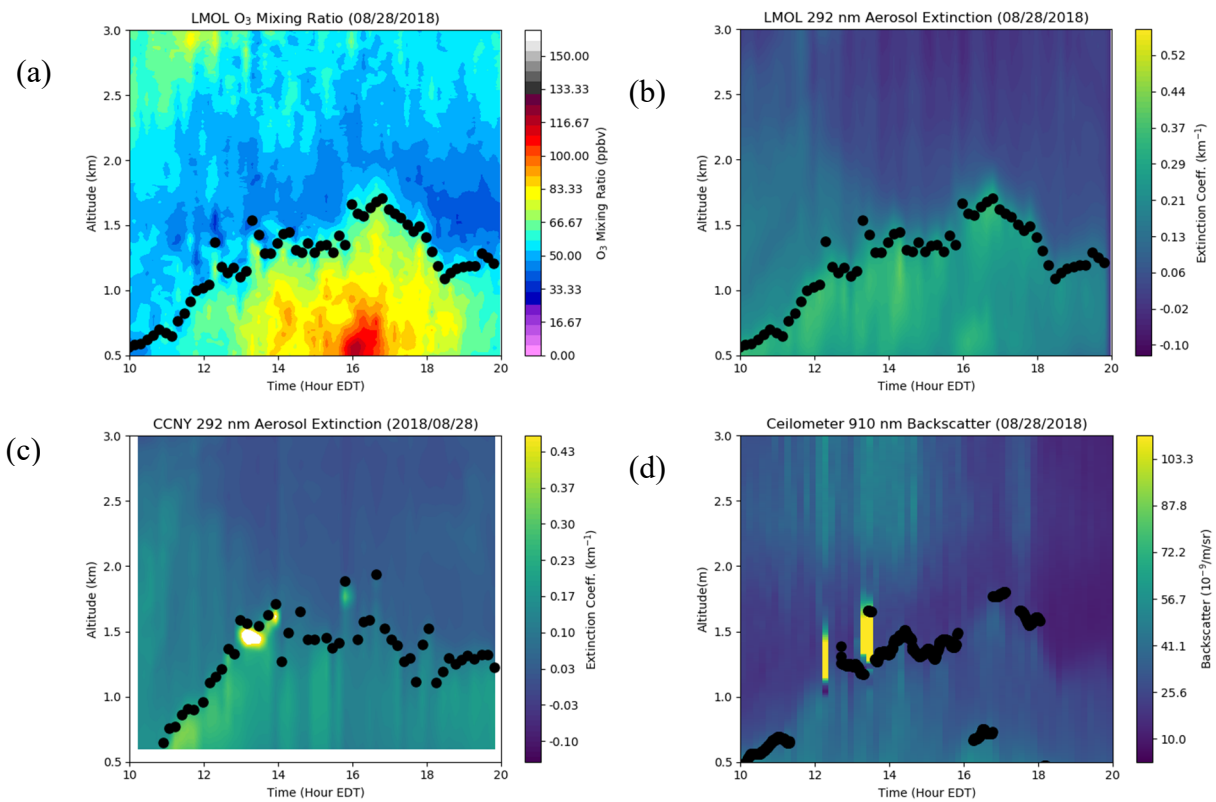 (a)
LMOL O₃ Mixing Ratio (08/28/2018)
3.0
2.5
2.0
1.5
1.0
0.5
Altitude (km)
10 12 14 16 18 20
Time (Hour EDT)
150.00
133.33
116.67
100.00
83.33
66.67
50.00
33.33
16.67
0.00
O₃ Mixing Ratio (ppbv)
(b)
LMOL 292 nm Aerosol Extinction (08/28/2018)
3.0
2.5
2.0
1.5
1.0
0.5
Altitude (km)
10 12 14 16 18 20
Time (Hour EDT)
0.52
0.44
0.37
0.29
0.21
0.13
0.06
-0.02
-0.10
Extinction Coeff. (km⁻¹)
(c)
CCNY 292 nm Aerosol Extinction (2018/08/28)
3.0
2.5
2.0
1.5
1.0
0.5
Altitude (km)
10 12 14 16 18 20
Time (Hour EDT)
0.43
0.37
0.30
0.23
0.17
0.10
0.03
-0.03
-0.10
Extinction Coeff. (km⁻¹)
(d)
Ceilometer 910 nm Backscatter (08/28/2018)
3.0
2.5
2.0
1.5
1.0
0.5
Altitude(m)
10 12 14 16 18 20
Time (Hour EDT)
103.3
87.8
72.2
56.7
41.1
25.6
10.0
Backscatter (10⁻⁹/m/sr)